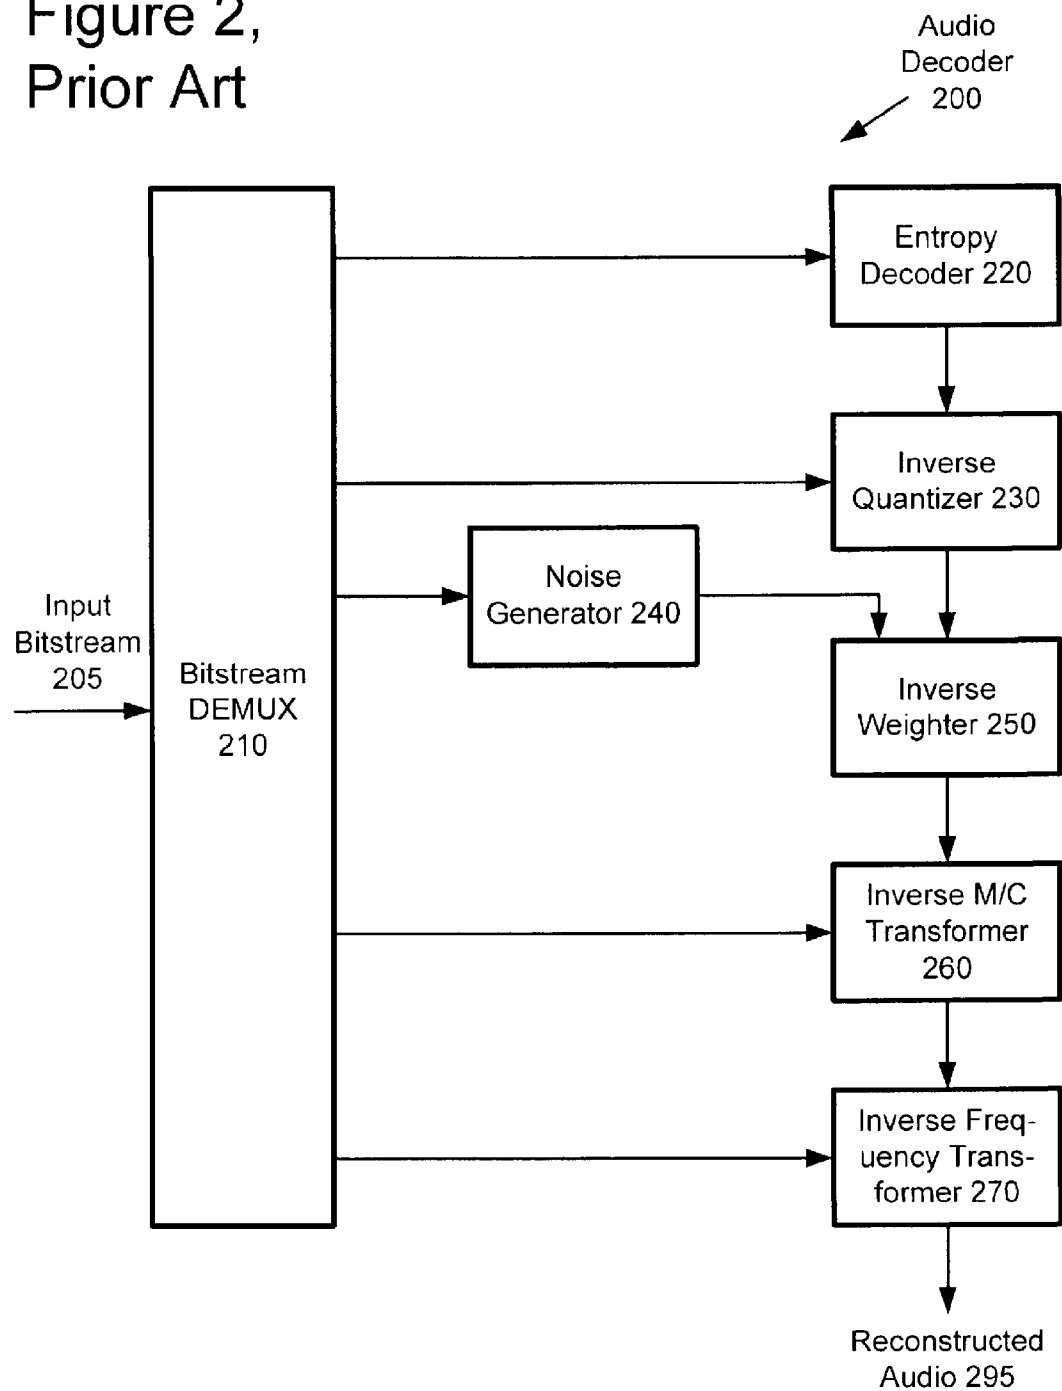 Figure 2,
Prior Art
Audio
Decoder
200
Entropy
Decoder 220
Inverse
Quantizer 230
Noise
Generator 240
Input
Bitstream
205
Bitstream
DEMUX
210
Inverse
Weighter 250
Inverse M/C
Transformer
260
Inverse Freq-
uency Trans-
former 270
Reconstructed
Audio 295